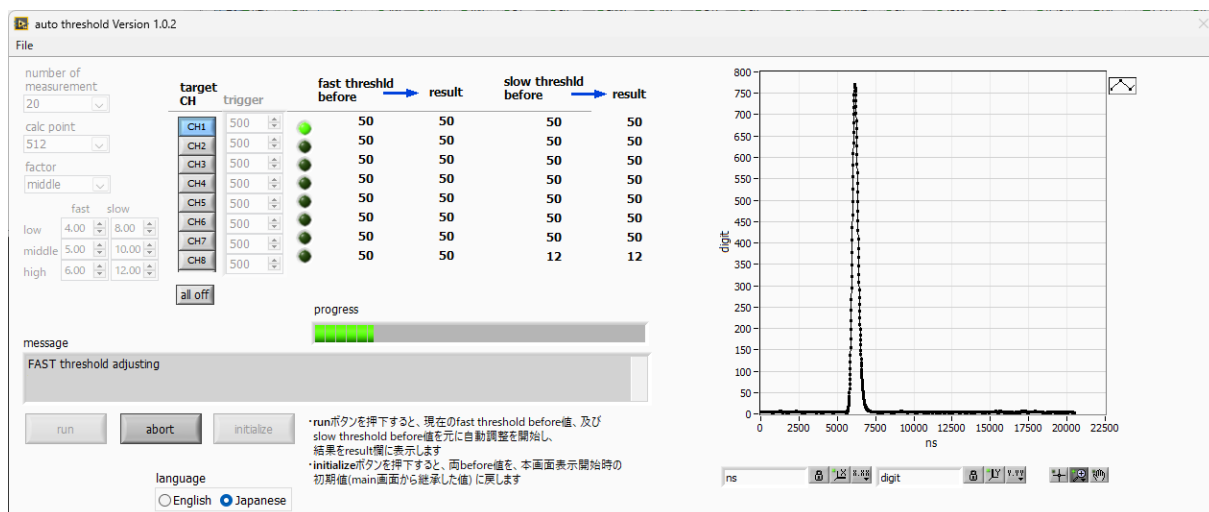 auto threshold Version 1.0.2
File
number of
measurement
20
calc point
512
factor
middle
fast slow
low 4.00 8.00
middle 5.00 10.00
high 6.00 12.00
target
CH trigger
fast threshld
before result
slow threshld
before result
CH1 500 50 50 50 50
CH2 500 50 50 50 50
CH3 500 50 50 50 50
CH4 500 50 50 50 50
CH5 500 50 50 50 50
CH6 500 50 50 50 50
CH7 500 50 50 50 50
CH8 500 50 50 12 12
all off
progress
message
FAST threshold adjusting
run abort initialize
・runボタンを押下すると、現在のfast threshold before値、及び
slow threshold before値を元に自動調整を開始し、
結果をresult欄に表示します
・initializeボタンを押下すると、両before値を、本画面表示開始時の
初期値(main画面から継承した値) に戻します
language
English Japanese
800
750
700
650
600
550
500
450
400
350
300
250
200
150
100
50
0
digit
0 2500 5000 7500 10000 12500 15000 17500 20000 22500
ns
ns X.XX digit Y.YY